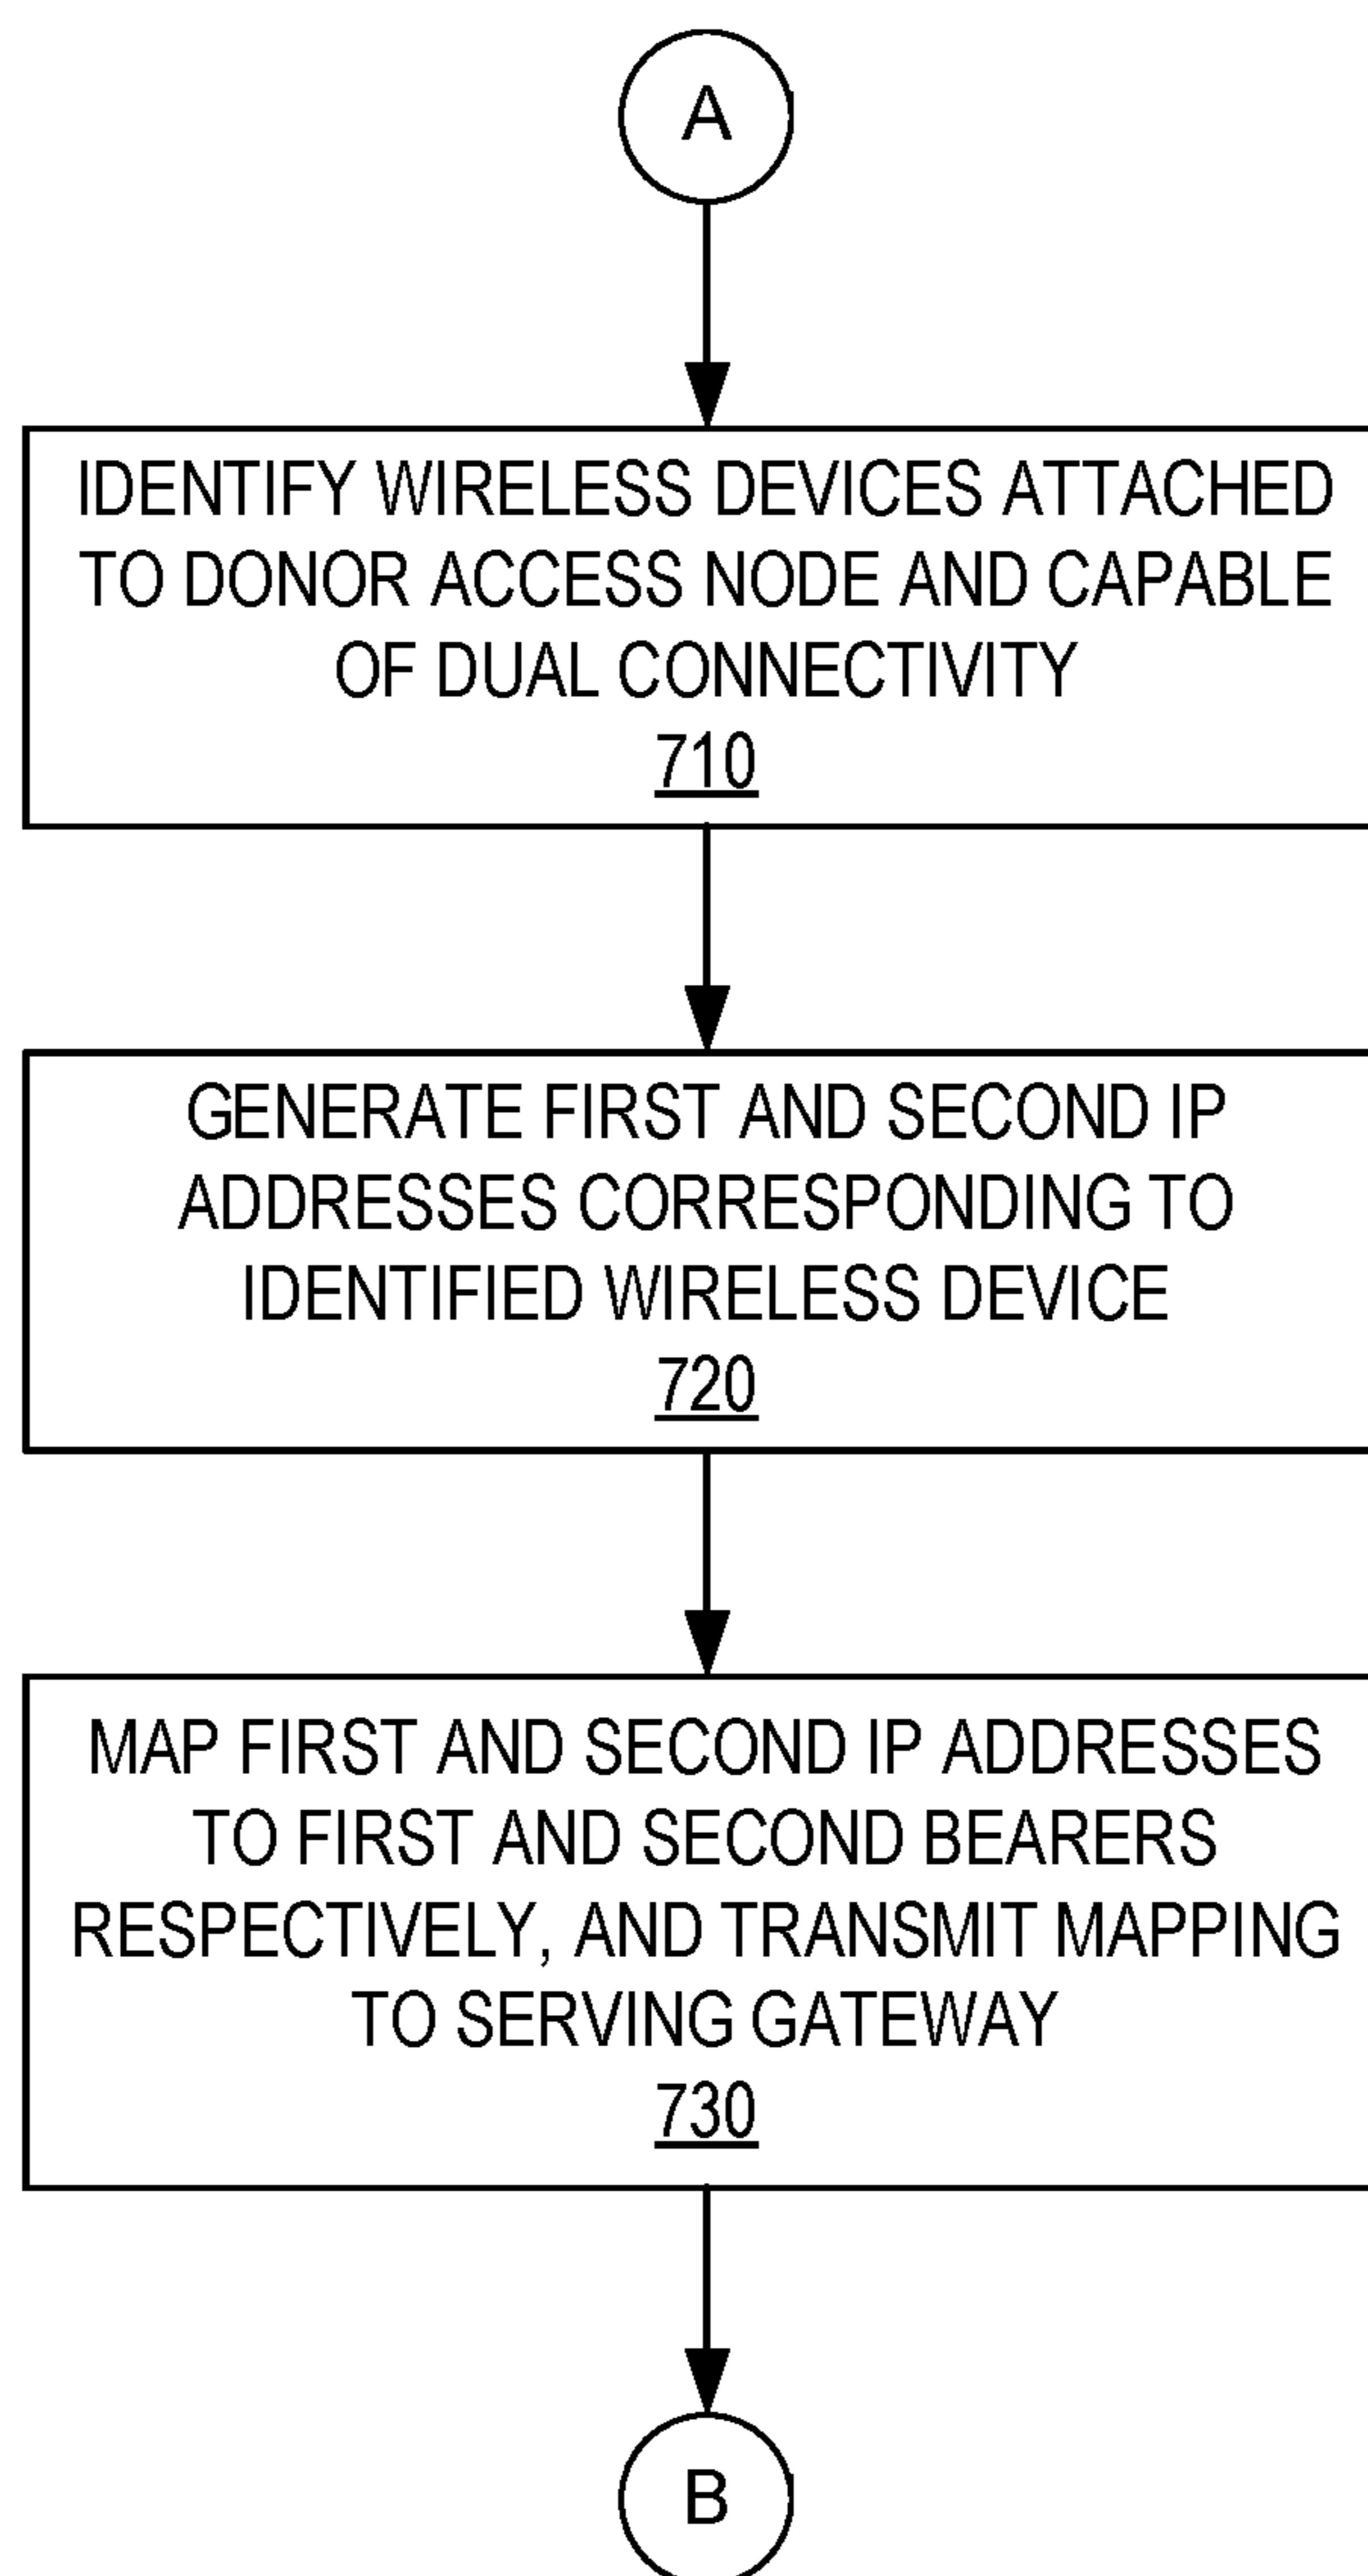 A
IDENTIFY WIRELESS DEVICES ATTACHED
TO DONOR ACCESS NODE AND CAPABLE
OF DUAL CONNECTIVITY
710
GENERATE FIRST AND SECOND IP
ADDRESSES CORRESPONDING TO
IDENTIFIED WIRELESS DEVICE
720
MAP FIRST AND SECOND IP ADDRESSES
TO FIRST AND SECOND BEARERS
RESPECTIVELY, AND TRANSMIT MAPPING
TO SERVING GATEWAY
730
B